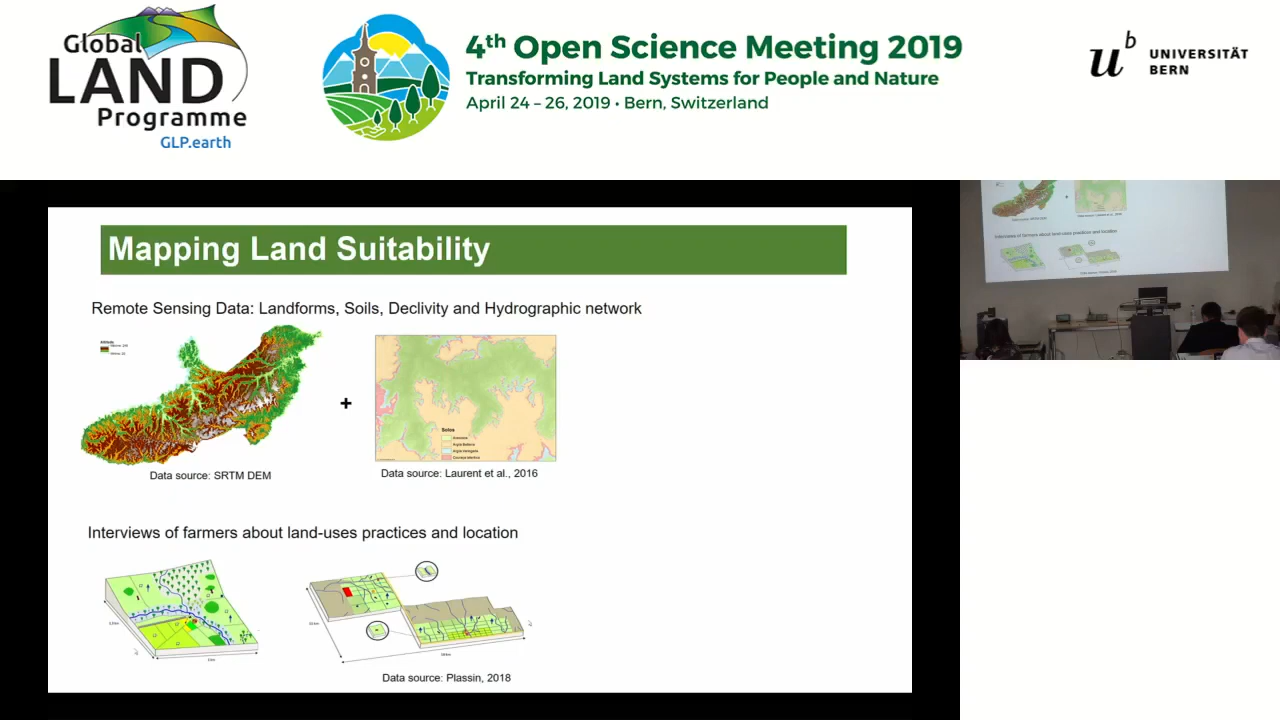 Global
LAND
Programme
GLP.earth
4th Open Science Meeting 2019
Transforming Land Systems for People and Nature
April 24 – 26, 2019 • Bern, Switzerland
u b
UNIVERSITÄT
BERN
Mapping Land Suitability
Remote Sensing Data: Landforms, Soils, Declivity and Hydrographic network
+
Solos
Data source: SRTM DEM
Data source: Laurent et al., 2016
Interviews of farmers about land-uses practices and location
Data source: Plassin, 2018